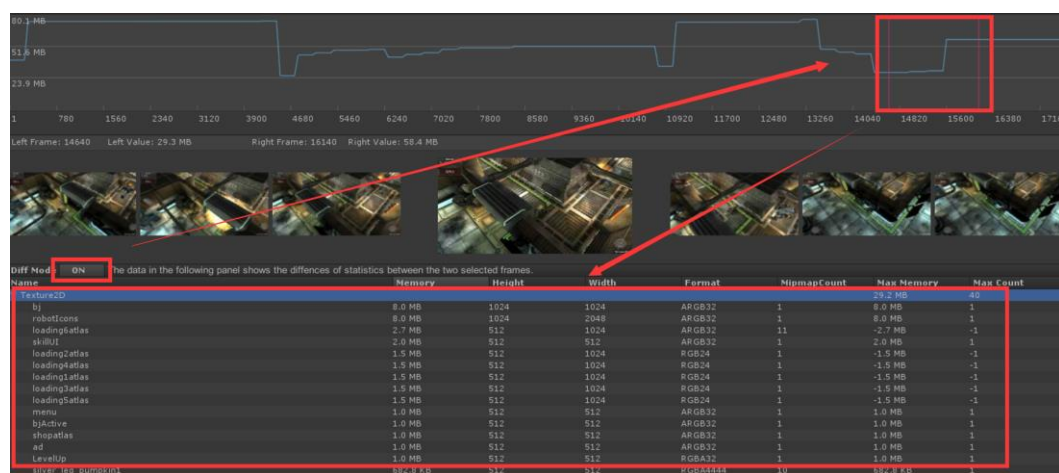 80.1 MB
51.6 MB
23.9 MB
1 780 1560 2340 3120 3900 4680 5460 6240 7020 7800 8580 9360 10140 10920 11700 12480 13260 14040 14820 15600 16380
Left Frame: 14640 Left Value: 29.3 MB Right Frame: 16140 Right Value: 58.4 MB
Diff Mode ON The data in the following panel shows the diffences of statistics between the two selected frames.
Name Memory Height Width Format MipmapCount Max Memory Max Count
Texture2D 29.2 MB 40
bj 8.0 MB 1024 1024 ARGB32 1 8.0 MB 1
robotIcons 8.0 MB 1024 2048 ARGB32 1 8.0 MB 1
loading6atlas 2.7 MB 512 1024 ARGB32 11 -2.7 MB -1
skillUI 2.0 MB 512 512 ARGB32 1 2.0 MB 1
loading2atlas 1.5 MB 512 1024 RGB24 1 -1.5 MB -1
loading4atlas 1.5 MB 512 1024 RGB24 1 -1.5 MB -1
loading1atlas 1.5 MB 512 1024 RGB24 1 -1.5 MB -1
loading3atlas 1.5 MB 512 1024 RGB24 1 -1.5 MB -1
loading5atlas 1.5 MB 512 1024 RGB24 1 -1.5 MB -1
menu 1.0 MB 512 512 ARGB32 1 1.0 MB 1
bjActive 1.0 MB 512 512 ARGB32 1 1.0 MB 1
shopatlas 1.0 MB 512 512 ARGB32 1 1.0 MB 1
ad 1.0 MB 512 512 ARGB32 1 1.0 MB 1
LevelUp 1.0 MB 512 512 RGBA32 1 1.0 MB 1
silver_leg_pumpkin1 682.8 KB 512 512 RGBA4444 10 682.8 KB 1